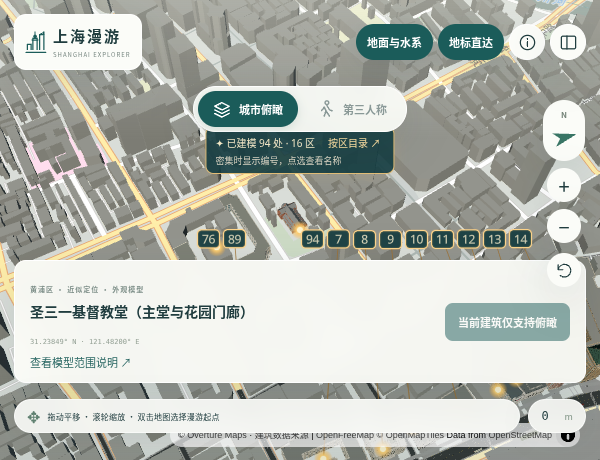 上海漫游
SHANGHAI EXPLORER
地面与水系
地标直达
城市俯瞰
第三人称
✦ 已建模 94 处 · 16 区 按区目录 ↗
密集时显示编号，点选查看名称
N
+
−
76 89 94 7 8 9 10 11 12 13 14
黄浦区 · 近似定位 · 外观模型
圣三一基督教堂（主堂与花园门廊）
当前建筑仅支持俯瞰
31.23849° N · 121.48200° E
查看模型范围说明 ↗
拖动平移 · 滚轮缩放 · 双击地图选择漫游起点
0 m
© Overture Maps · 建筑数据来源 | OpenFreeMap © OpenMapTiles Data from OpenStreetMap